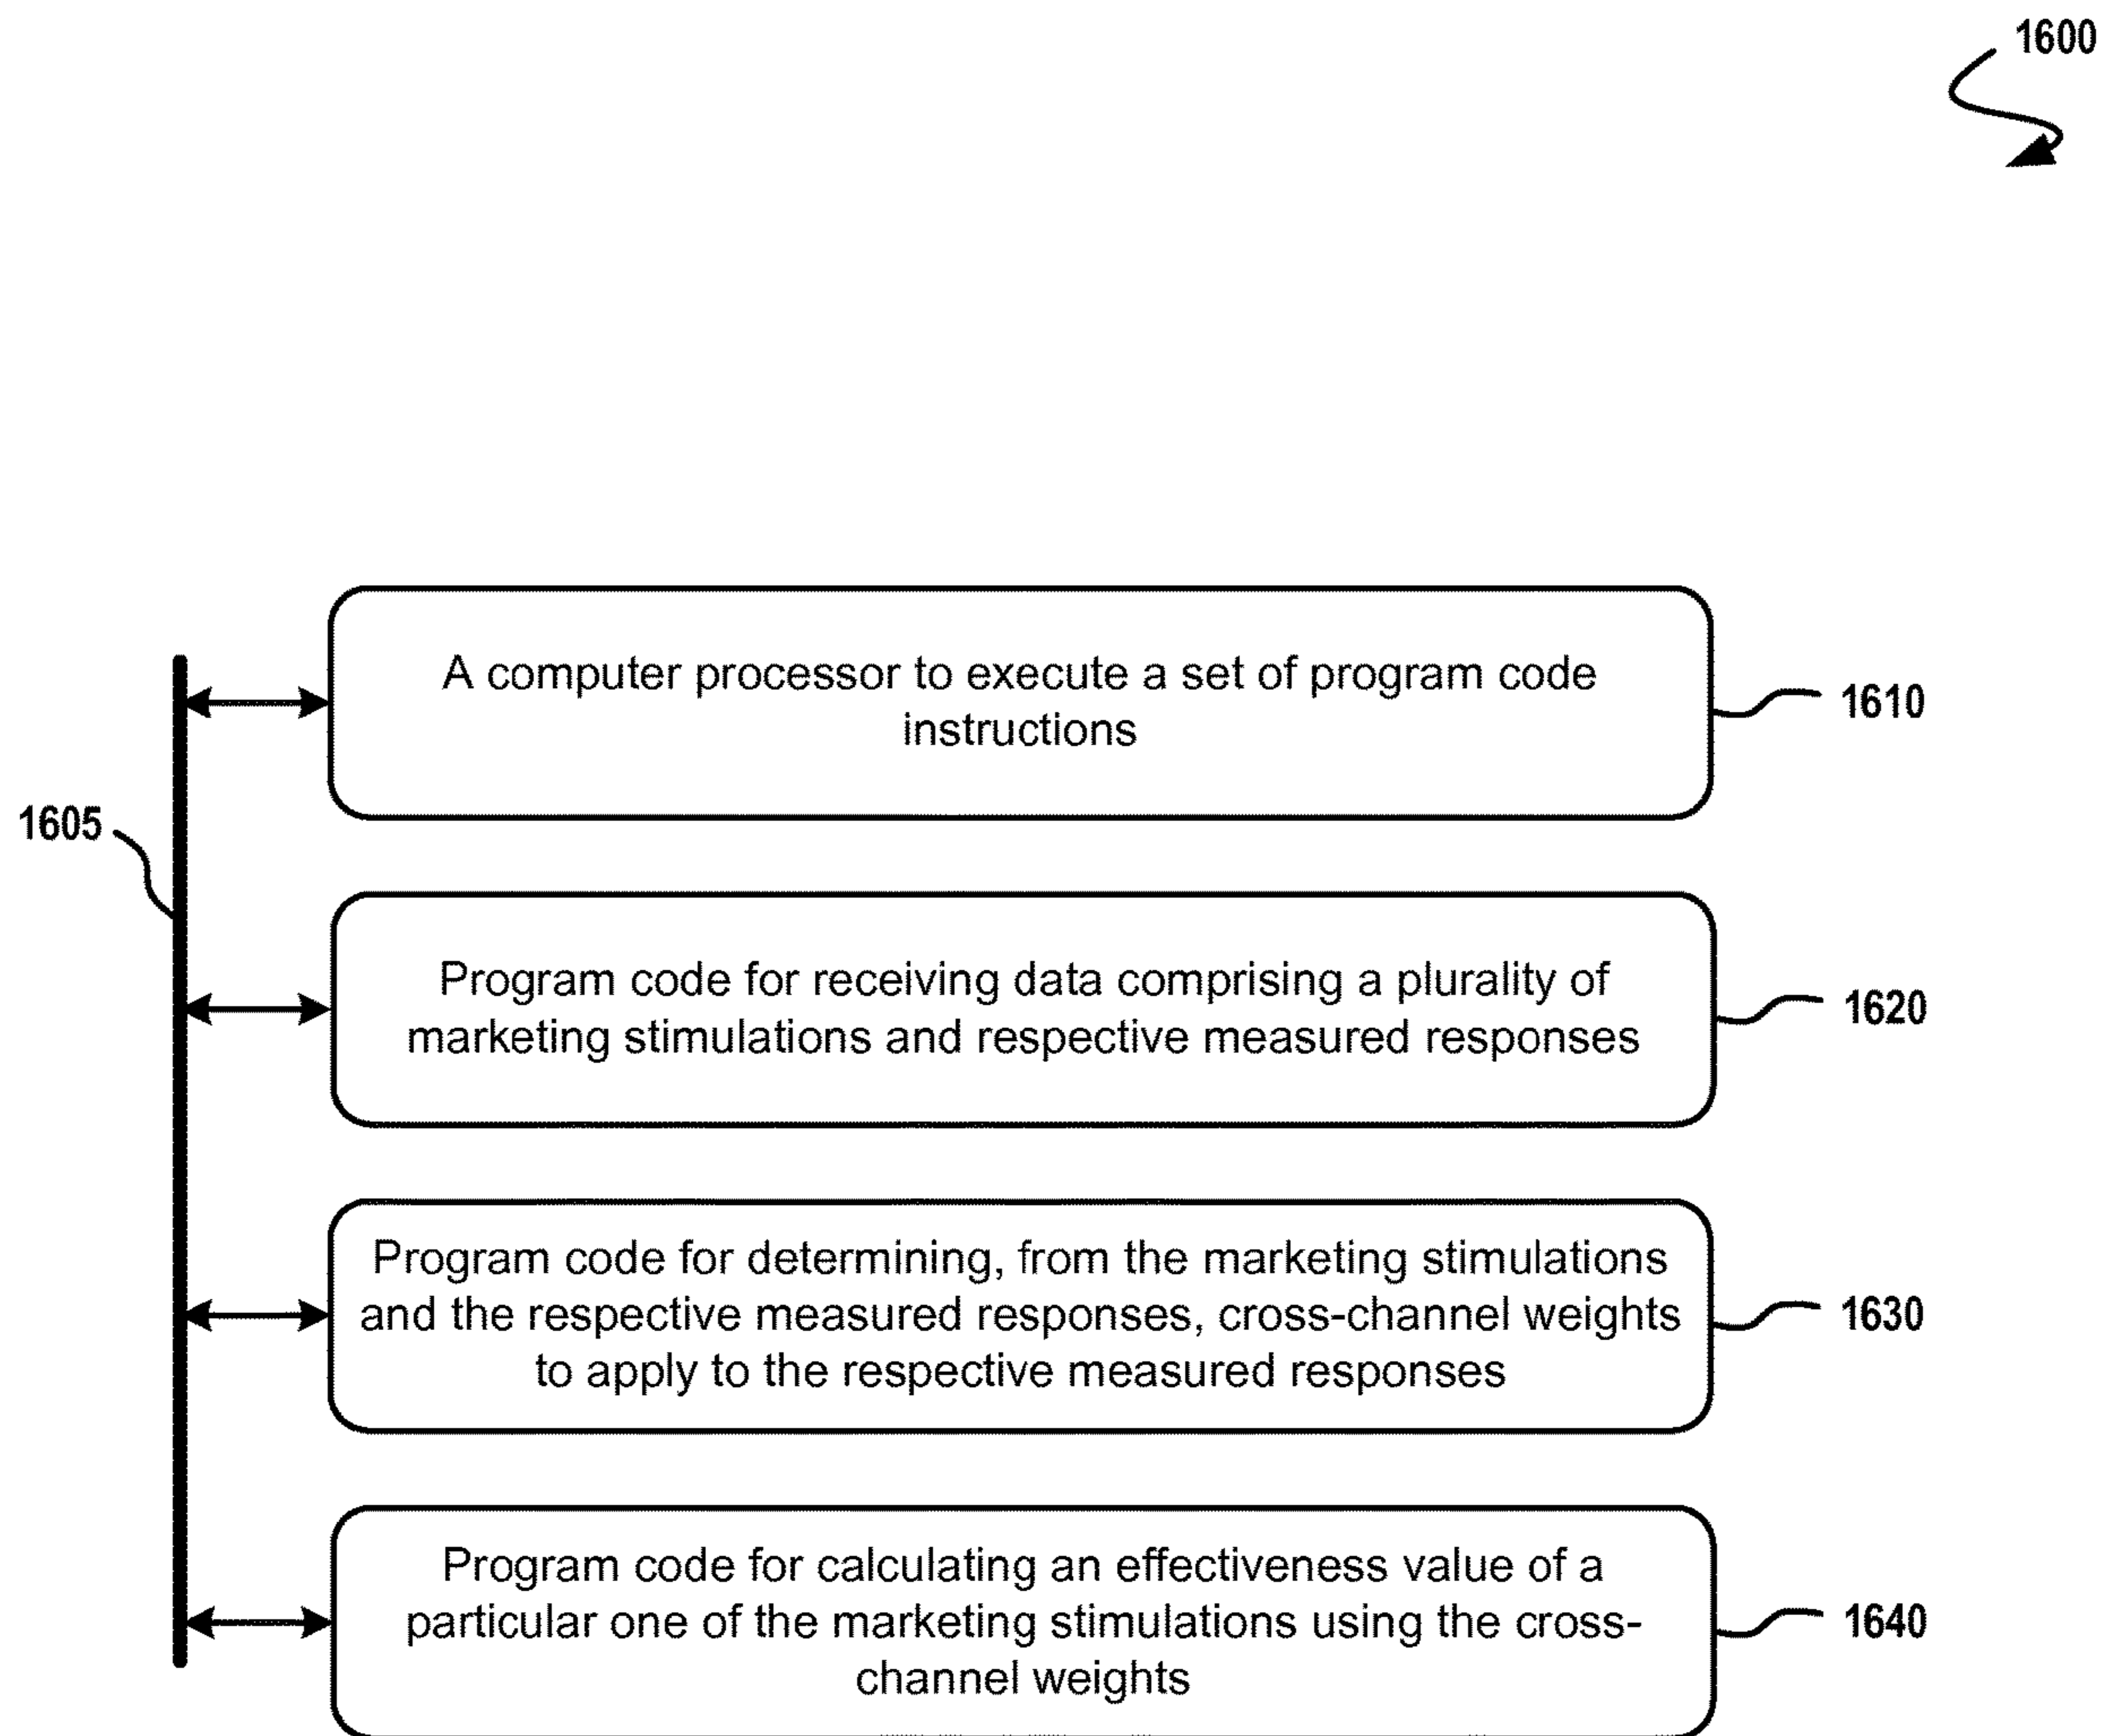 1600
A computer processor to execute a set of program code
instructions
1610
1605
Program code for receiving data comprising a plurality of
marketing stimulations and respective measured responses
1620
Program code for determining, from the marketing stimulations
and the respective measured responses, cross-channel weights
to apply to the respective measured responses
1630
Program code for calculating an effectiveness value of a
particular one of the marketing stimulations using the cross-
channel weights
1640